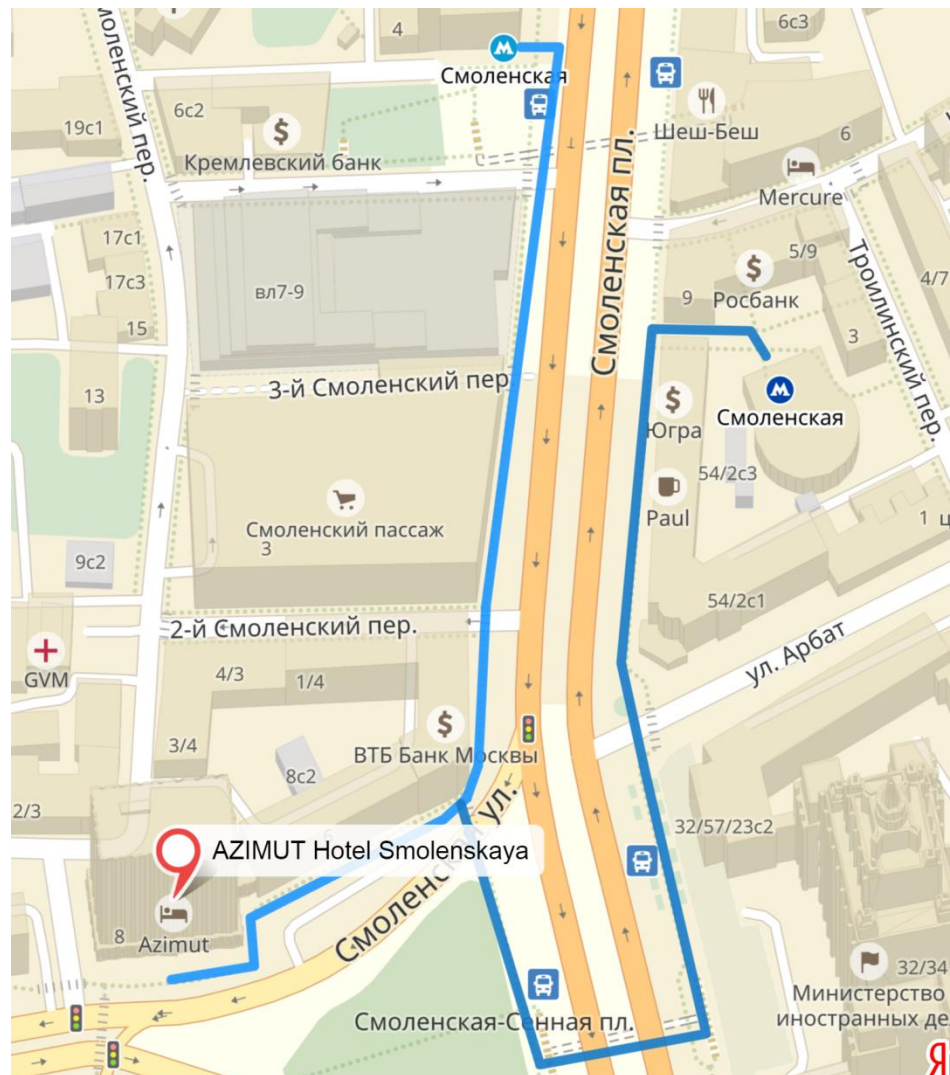 4
6с3
Смоленская
Смоленский пер.
6с2
19с1
Шеш-Беш
6
Кремлевский банк
Mercure
Смоленская пл.
17с1
5/9
4/7
17с3
вл7-9
Росбанк
9
Троилинский пер.
15
3
3-й Смоленский пер
13
Смоленская
Югра
54/2с3
Paul
Смоленский пассаж
3
1
9с2
54/2с1
2-й Смоленский пер.
ул. Арбат
GVM
4/3
1/4
3/4
ВТБ Банк Москвы
8с2
2/3
32/57/23с2
AZIMUT Hotel Smolenskaya
Смоленская ул.
8
Azimut
32/34
Министерство
иностранных де
Смоленская-Сенная пл.
Я